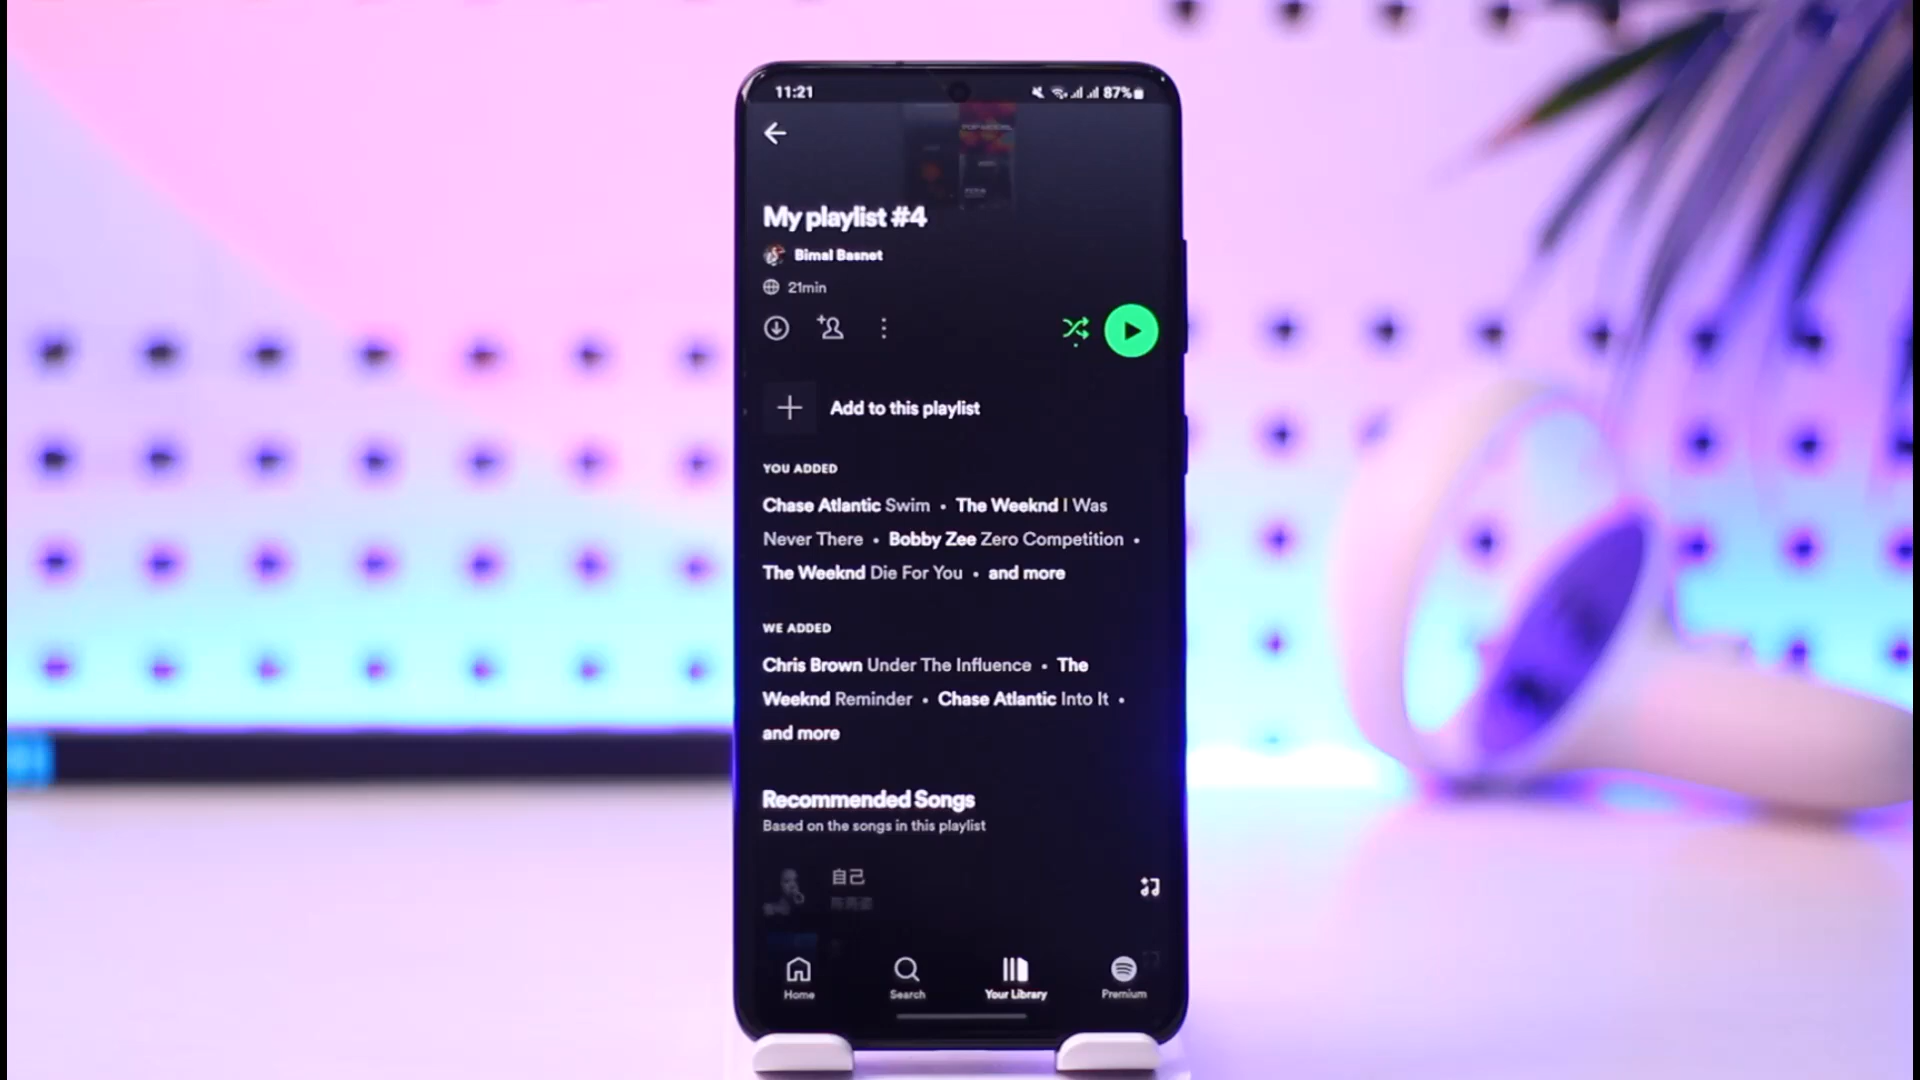 11:21
87%
My playlist #4
Bimal Basnet
21min
Add to this playlist
YOU ADDED
Chase Atlantic Swim • The Weeknd I Was
Never There • Bobby Zee Zero Competition •
The Weeknd Die For You • and more
WE ADDED
Chris Brown Under The Influence • The
Weeknd Reminder • Chase Atlantic Into It •
and more
Recommended Songs
Based on the songs in this playlist
自己
Home
Search
Your Library
Premium